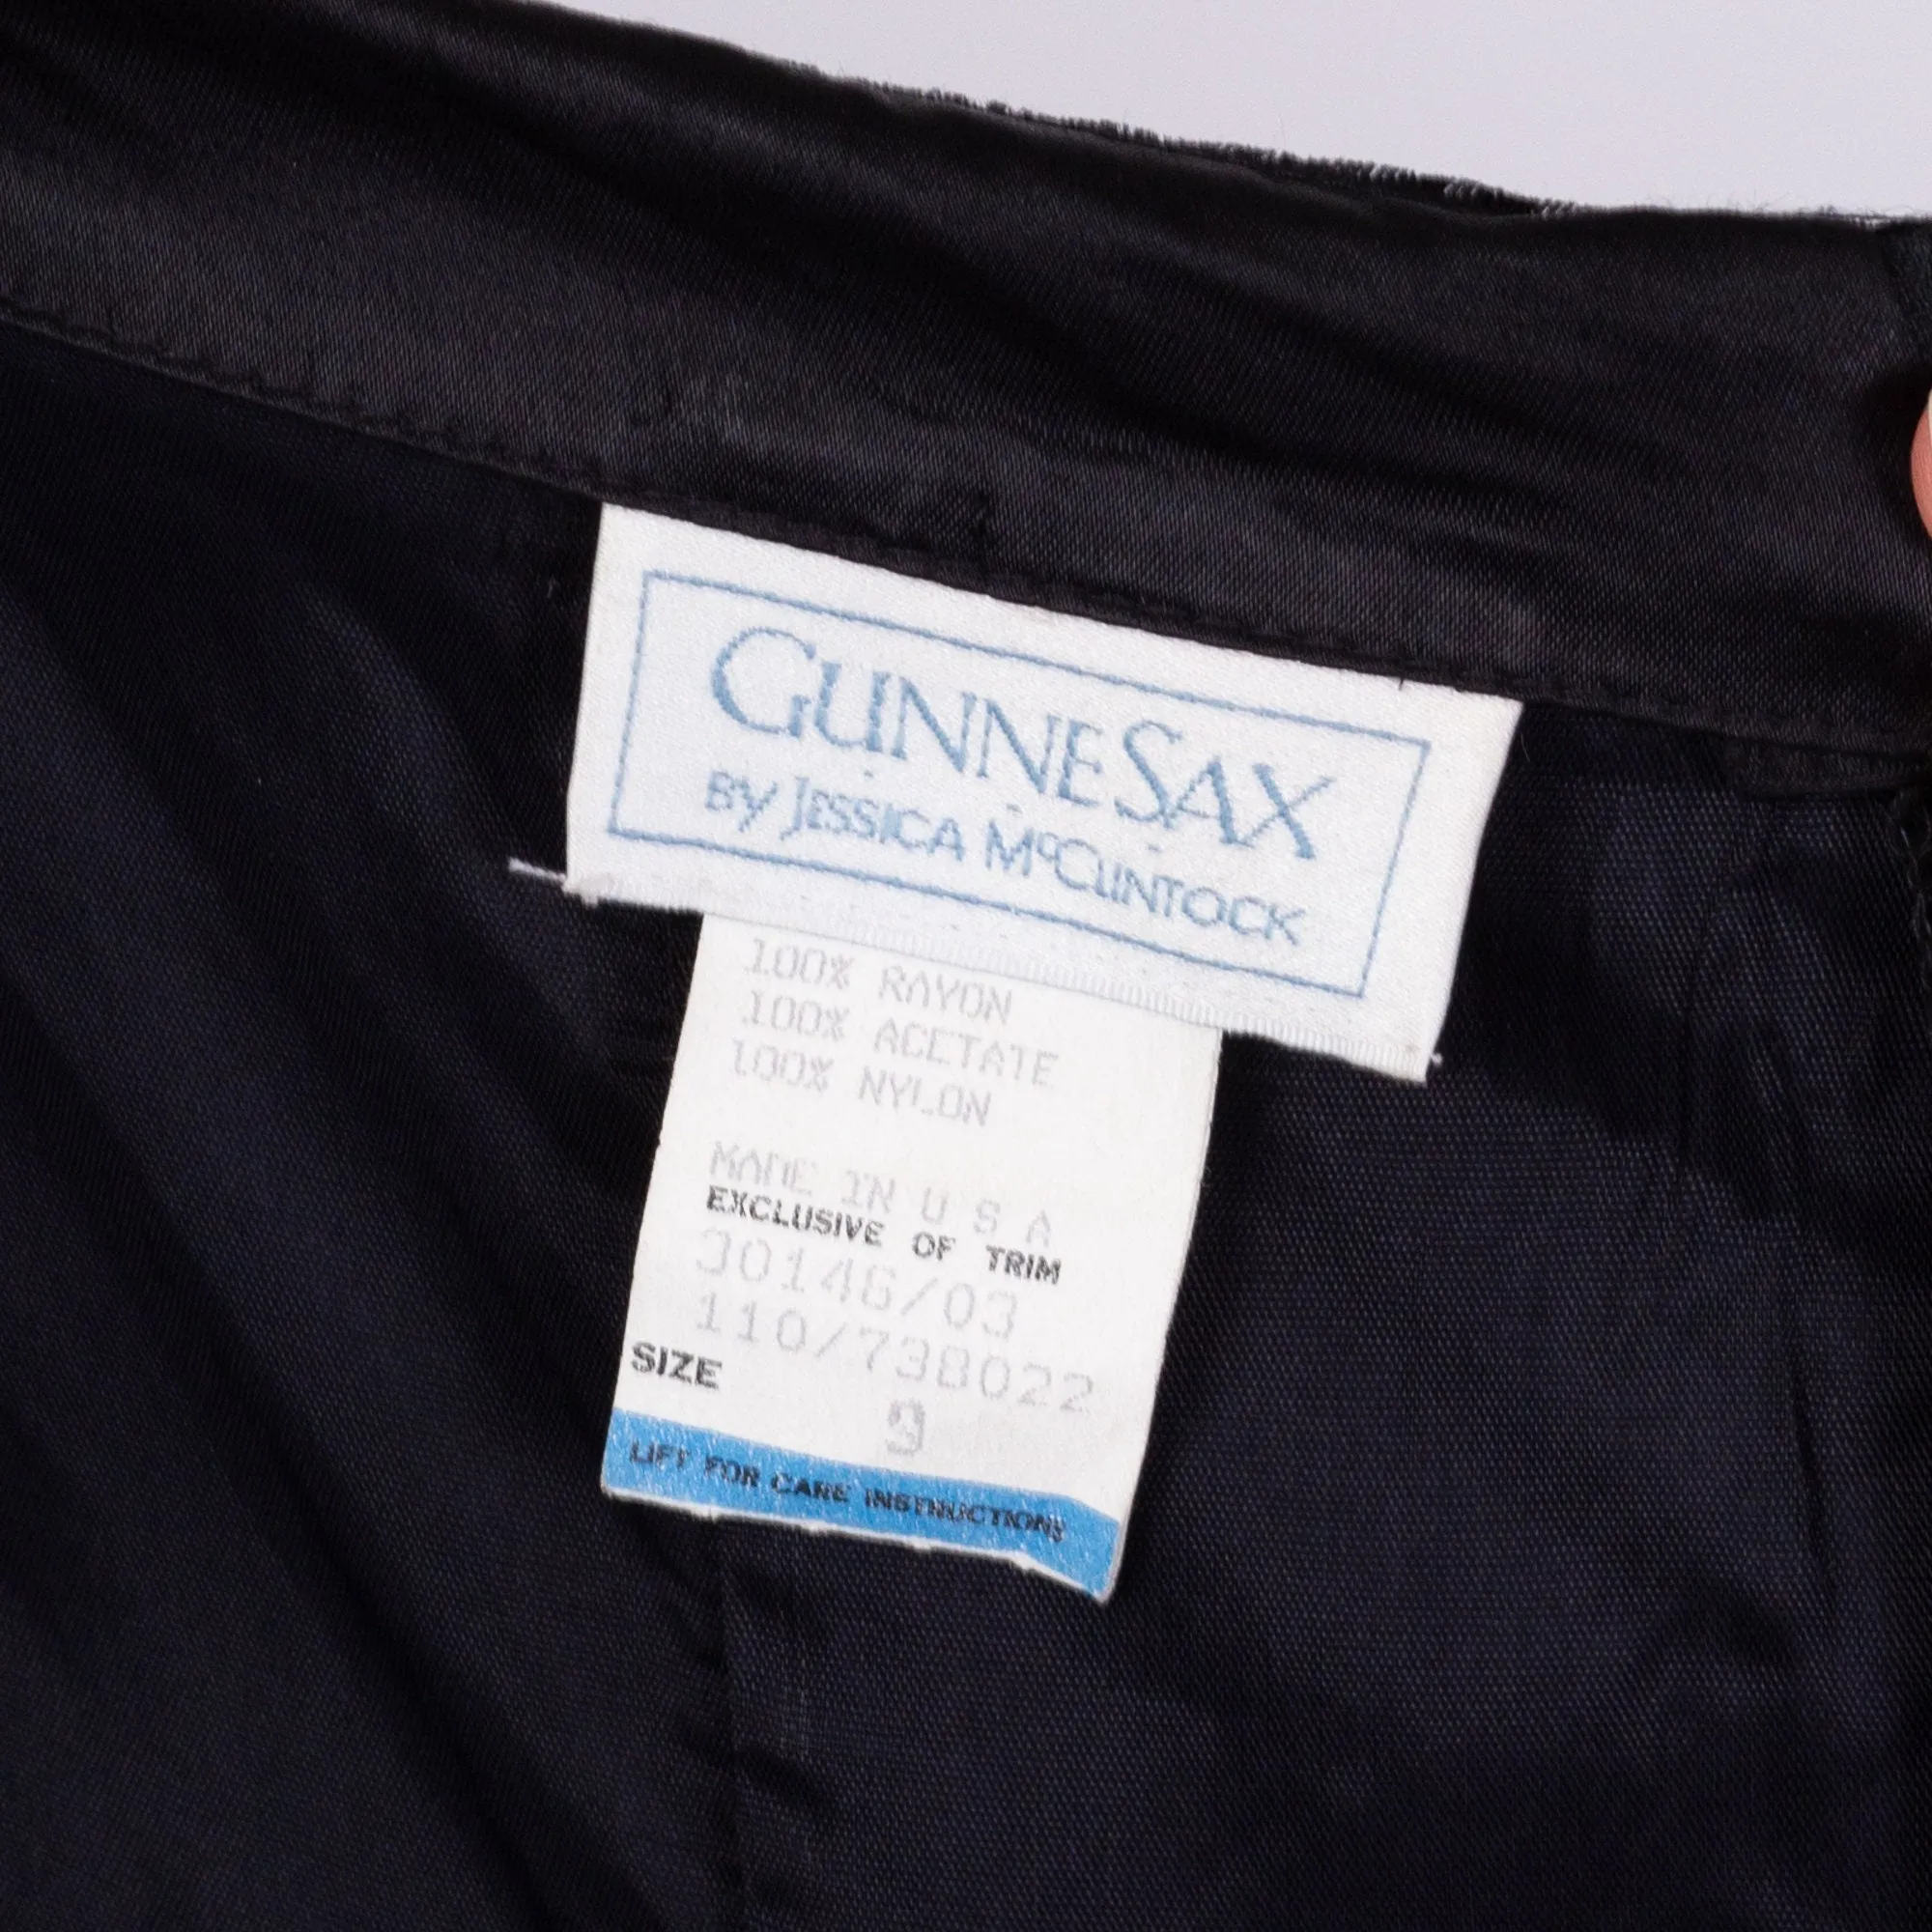 GUNNE SAX
BY JESSICA McCLINTOCK
100% RAYON
100% ACETATE
100% NYLON
MADE IN U S A
EXCLUSIVE OF TRIM
30146/03
110/738022
SIZE
9
LIFT FOR CARE INSTRUCTIONS